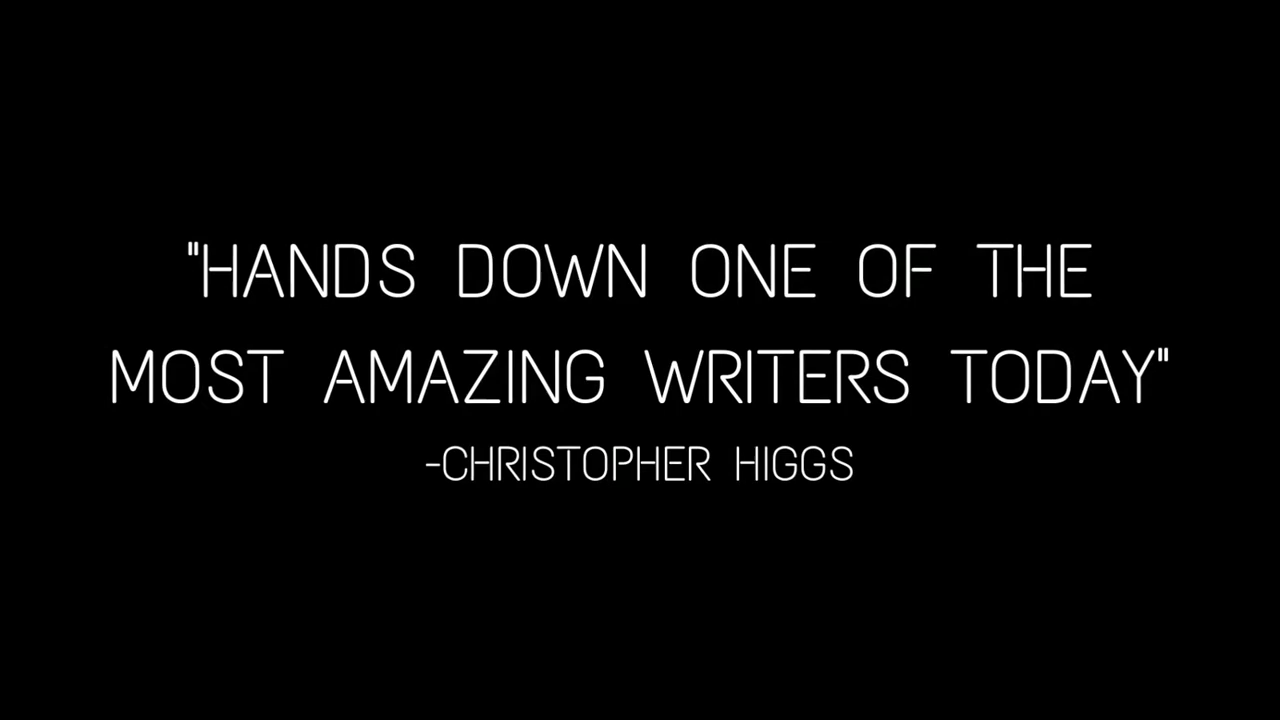 "HANDS DOWN ONE OF THE
MOST AMAZING WRITERS TODAY"
-CHRISTOPHER HIGGS